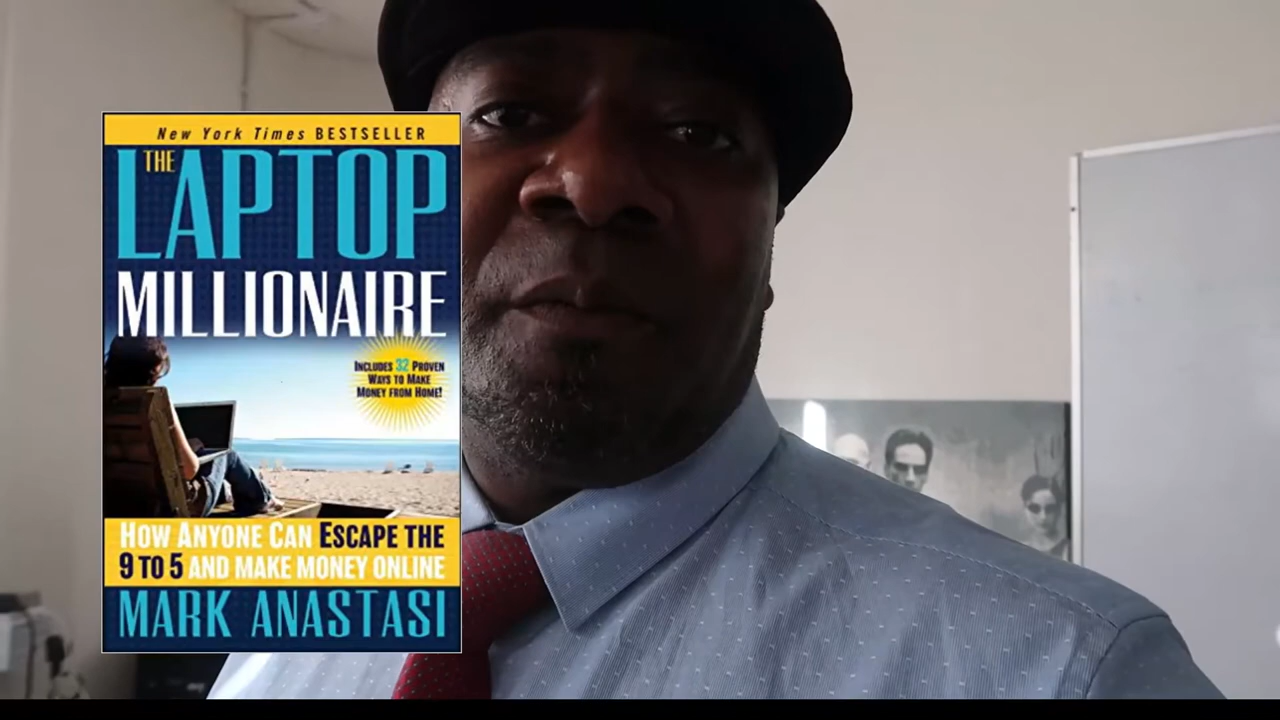 New York Times BESTSELLER
THE
LAPTOP
MILLIONAIRE
INCLUDES 32 PROVEN
WAYS TO MAKE
MONEY FROM HOME!
HOW ANYONE CAN ESCAPE THE
9 TO 5 AND MAKE MONEY ONLINE
MARK ANASTASI